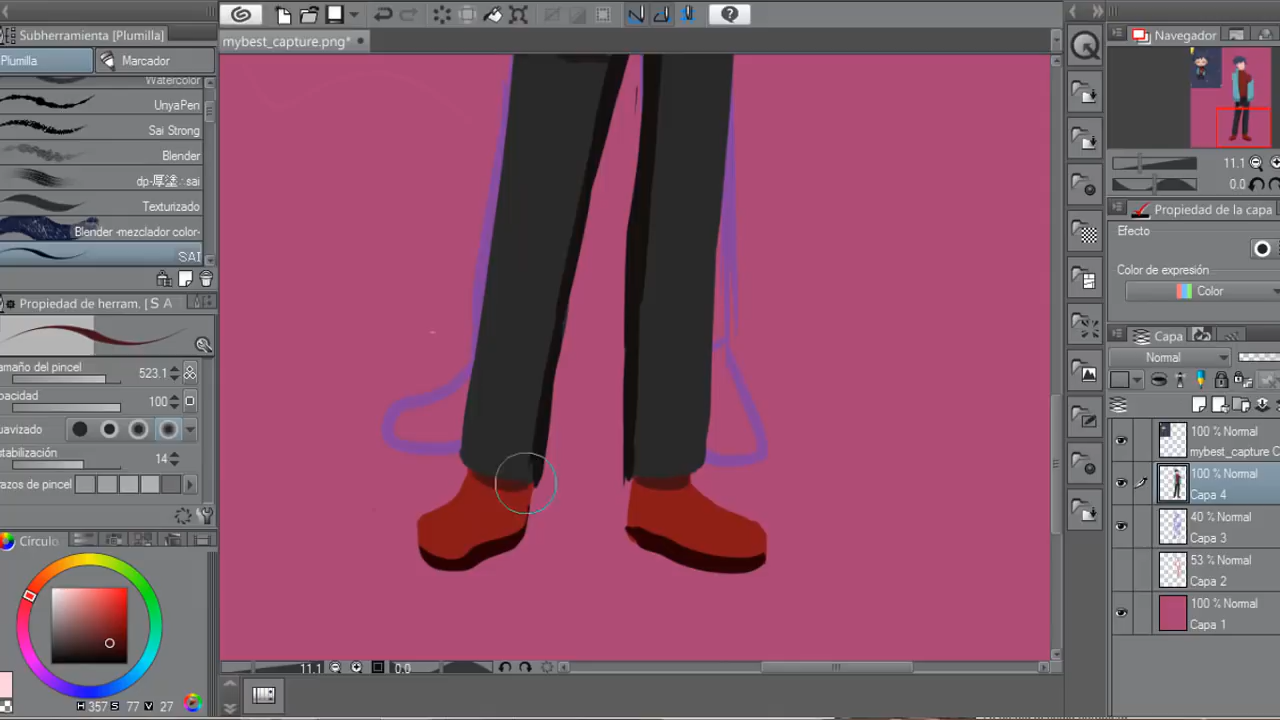 Subherramienta [Plumilla]
Plumilla
Marcador
Watercolor
UnyaPen
Sai Strong
Blender
dp-厚塗り sai
Texturizado
Blender -mezclador color-
SAI
Propiedad de herram. [S A
amaño del pincel
523.1
pacidad
100
uavizado
stabilización
14
razos de pincel
Círculo
H 357 S 77 V 27
mybest_capture.png*
?
11.1
0.0
Navegador
11.1
0.0
Propiedad de la capa
Efecto
Color de expresión
Color
Capa
Normal
100 % Normal
mybest_capture C
100 % Normal
Capa 4
40 % Normal
Capa 3
53 % Normal
Capa 2
100 % Normal
Capa 1